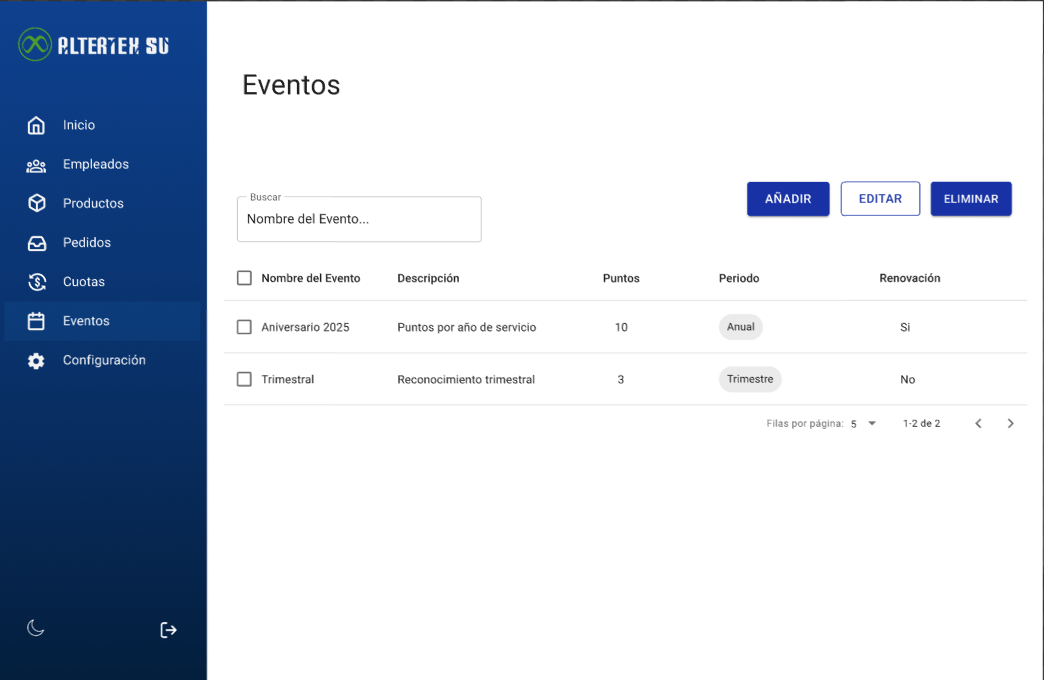 ALTERTEX SU
Inicio
Empleados
Productos
Pedidos
Cuotas
Eventos
Configuración
Eventos
Buscar
Nombre del Evento...
AÑADIR EDITAR ELIMINAR
Nombre del Evento Descripción Puntos Periodo Renovación
Aniversario 2025 Puntos por año de servicio 10 Anual Si
Trimestral Reconocimiento trimestral 3 Trimestre No
Filas por página: 5 1-2 de 2